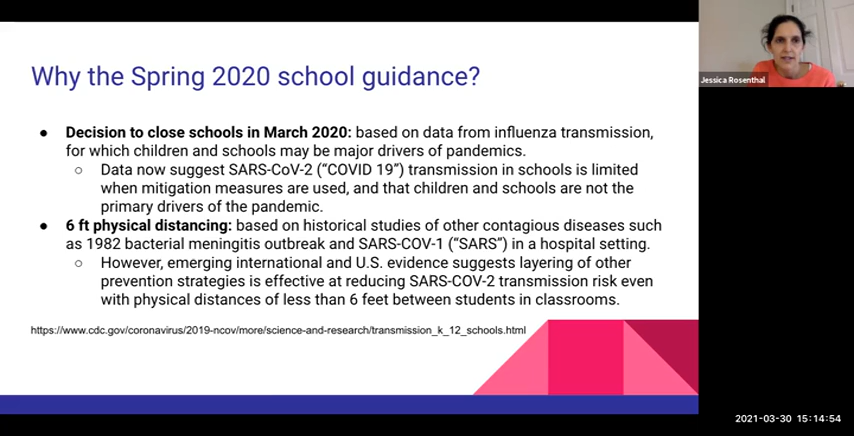 Why the Spring 2020 school guidance?
Jessica Rosenthal
● Decision to close schools in March 2020: based on data from influenza transmission,
for which children and schools may be major drivers of pandemics.
○ Data now suggest SARS-CoV-2 (“COVID 19”) transmission in schools is limited
when mitigation measures are used, and that children and schools are not the
primary drivers of the pandemic.
● 6 ft physical distancing: based on historical studies of other contagious diseases such
as 1982 bacterial meningitis outbreak and SARS-COV-1 (“SARS”) in a hospital setting.
○ However, emerging international and U.S. evidence suggests layering of other
prevention strategies is effective at reducing SARS-COV-2 transmission risk even
with physical distances of less than 6 feet between students in classrooms.
https://www.cdc.gov/coronavirus/2019-ncov/more/science-and-research/transmission_k_12_schools.html
2021-03-30 15:14:54